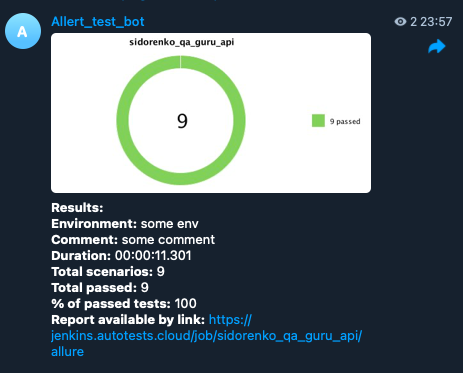 Allert_test_bot
2 23:57
A
sidorenko_qa_guru_api
9
9 passed
Results:
Environment: some env
Comment: some comment
Duration: 00:00:11.301
Total scenarios: 9
Total passed: 9
% of passed tests: 100
Report available by link: https://
jenkins.autotests.cloud/job/sidorenko_qa_guru_api/
allure